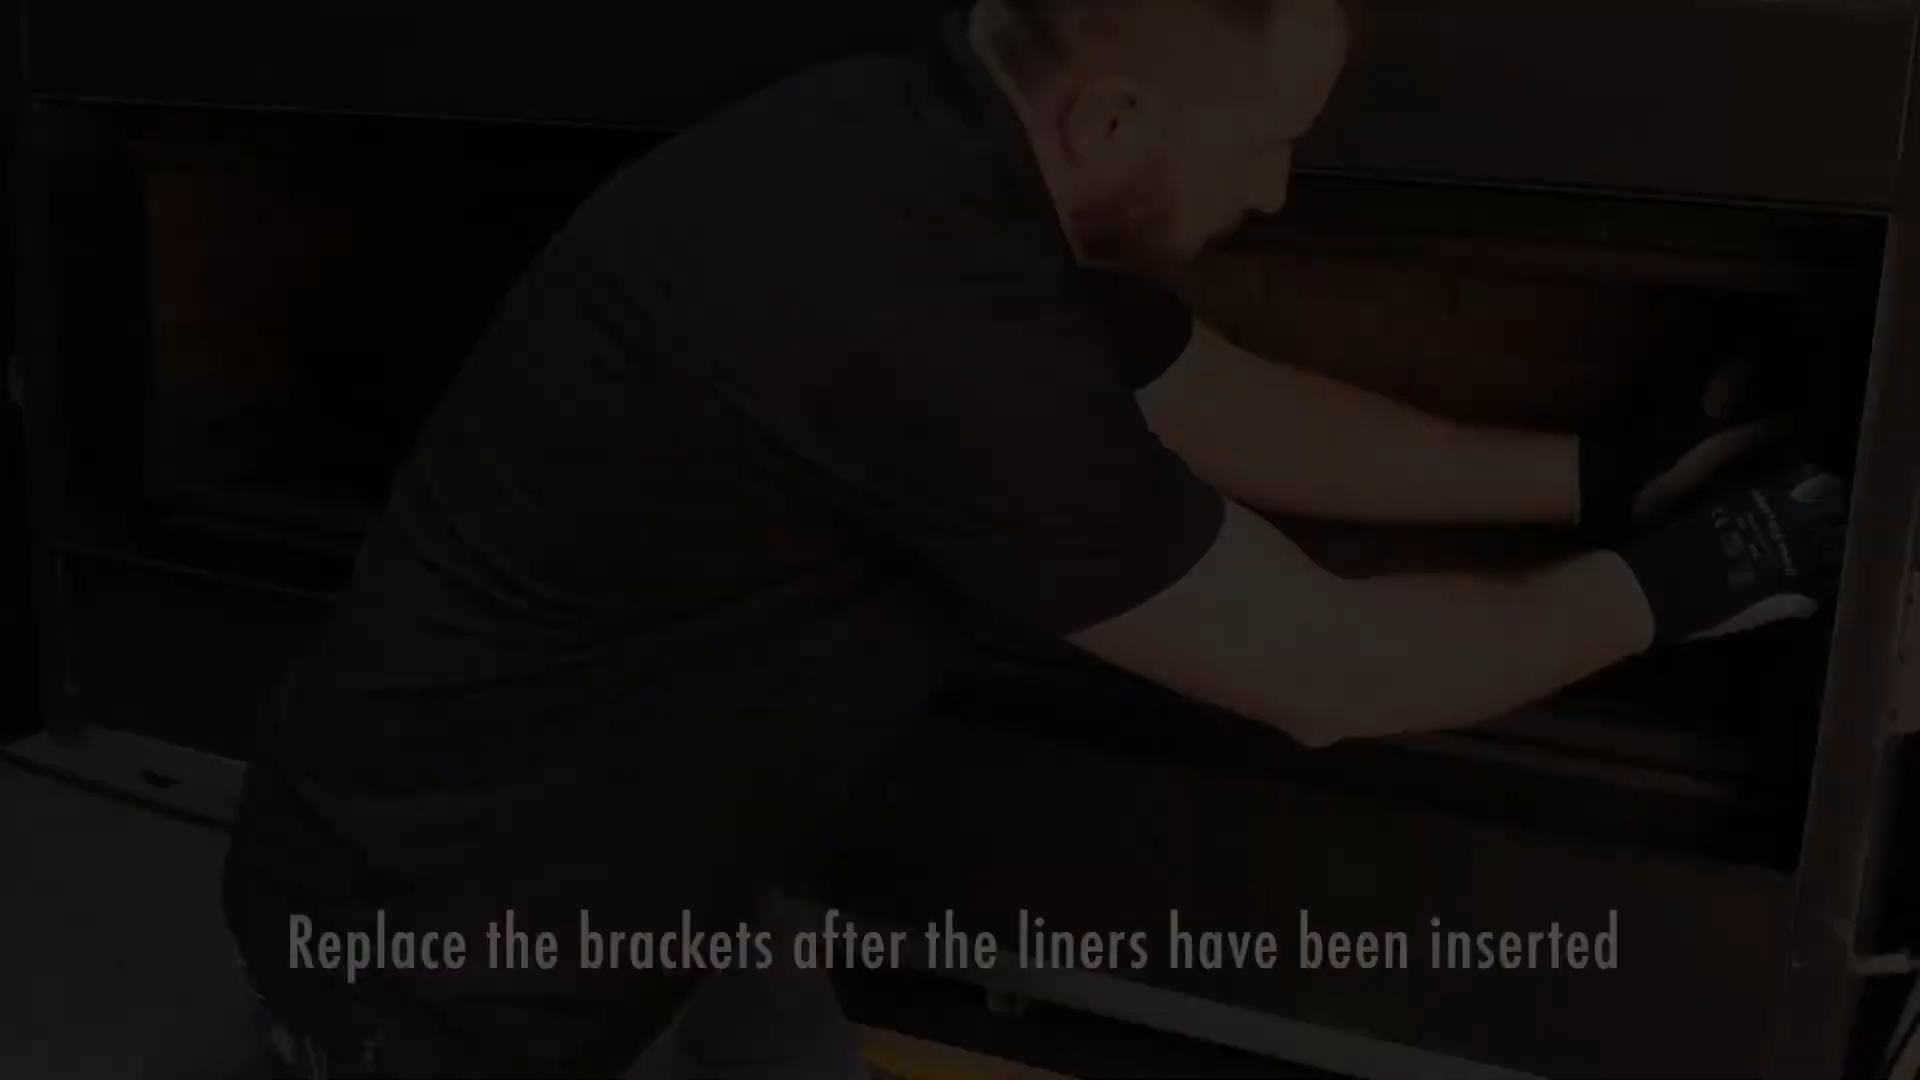 Replace the brackets after the liners have been inserted